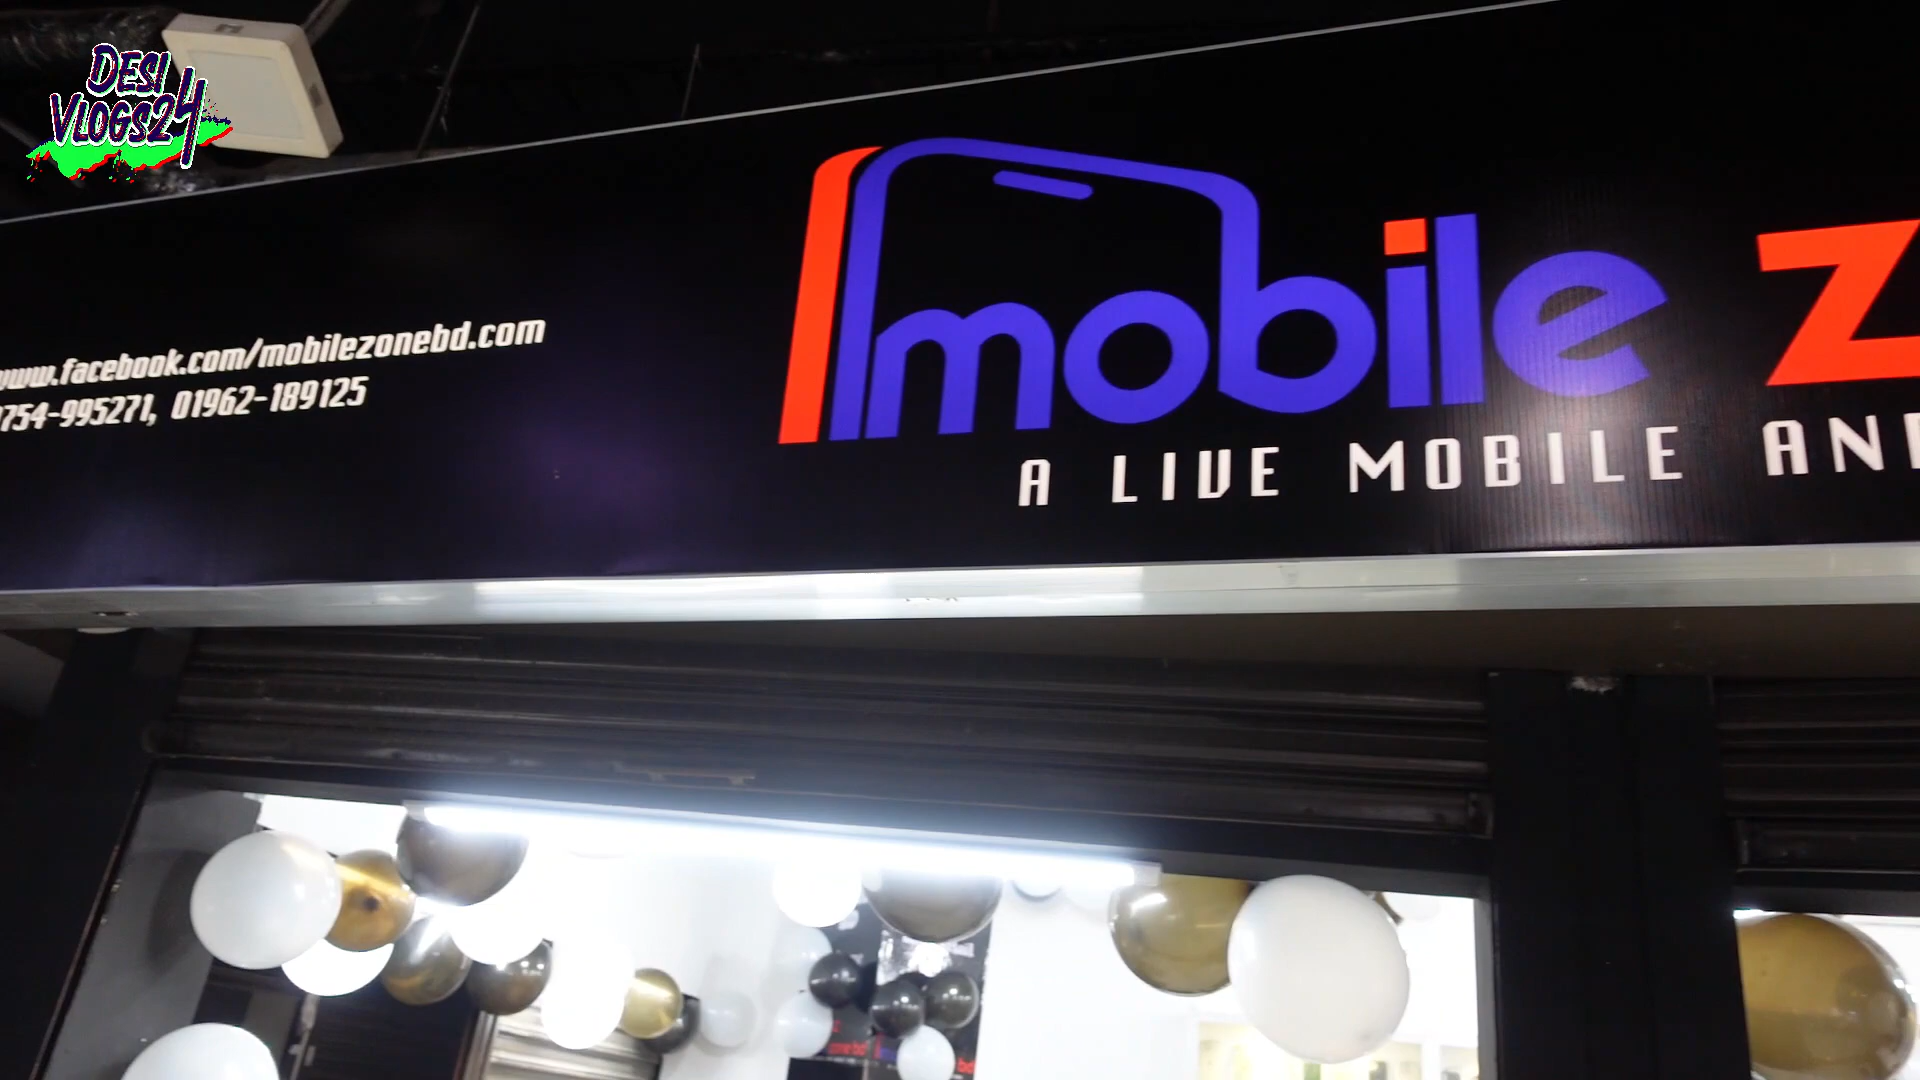 DESI
VLOGS24
www.facebook.com/mobilezonebd.com
754-995271, 01962-189125
mobile z
A LIVE MOBILE AN